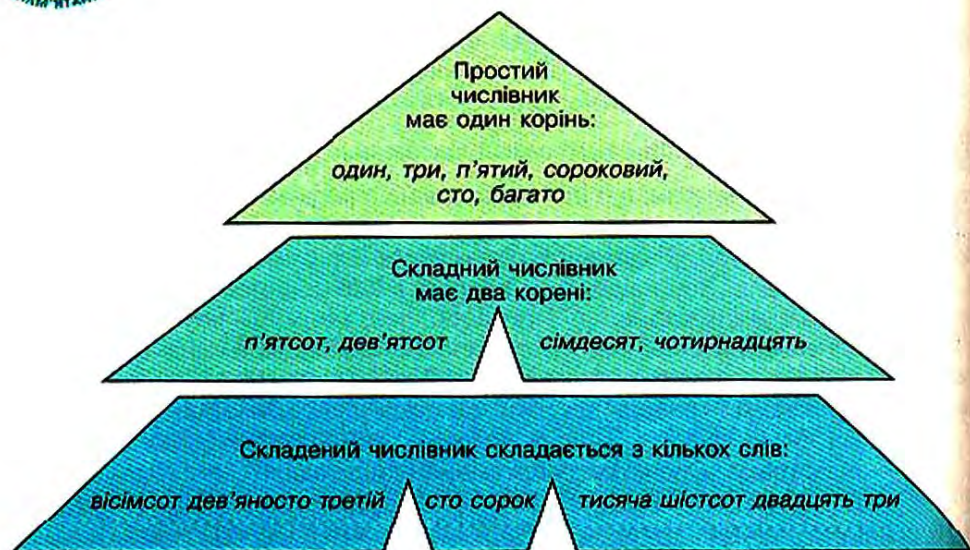 Простий
числівник
має один корінь:
один, три, п'ятий, сороковий,
сто, багато
Складний числівник
має два корені:
п'ятсот, дев'ятсот сімдесят, чотирнадцять
Складений числівник складається з кількох слів:
вісімсот дев'яносто третій сто сорок тисяча шістсот двадцять три